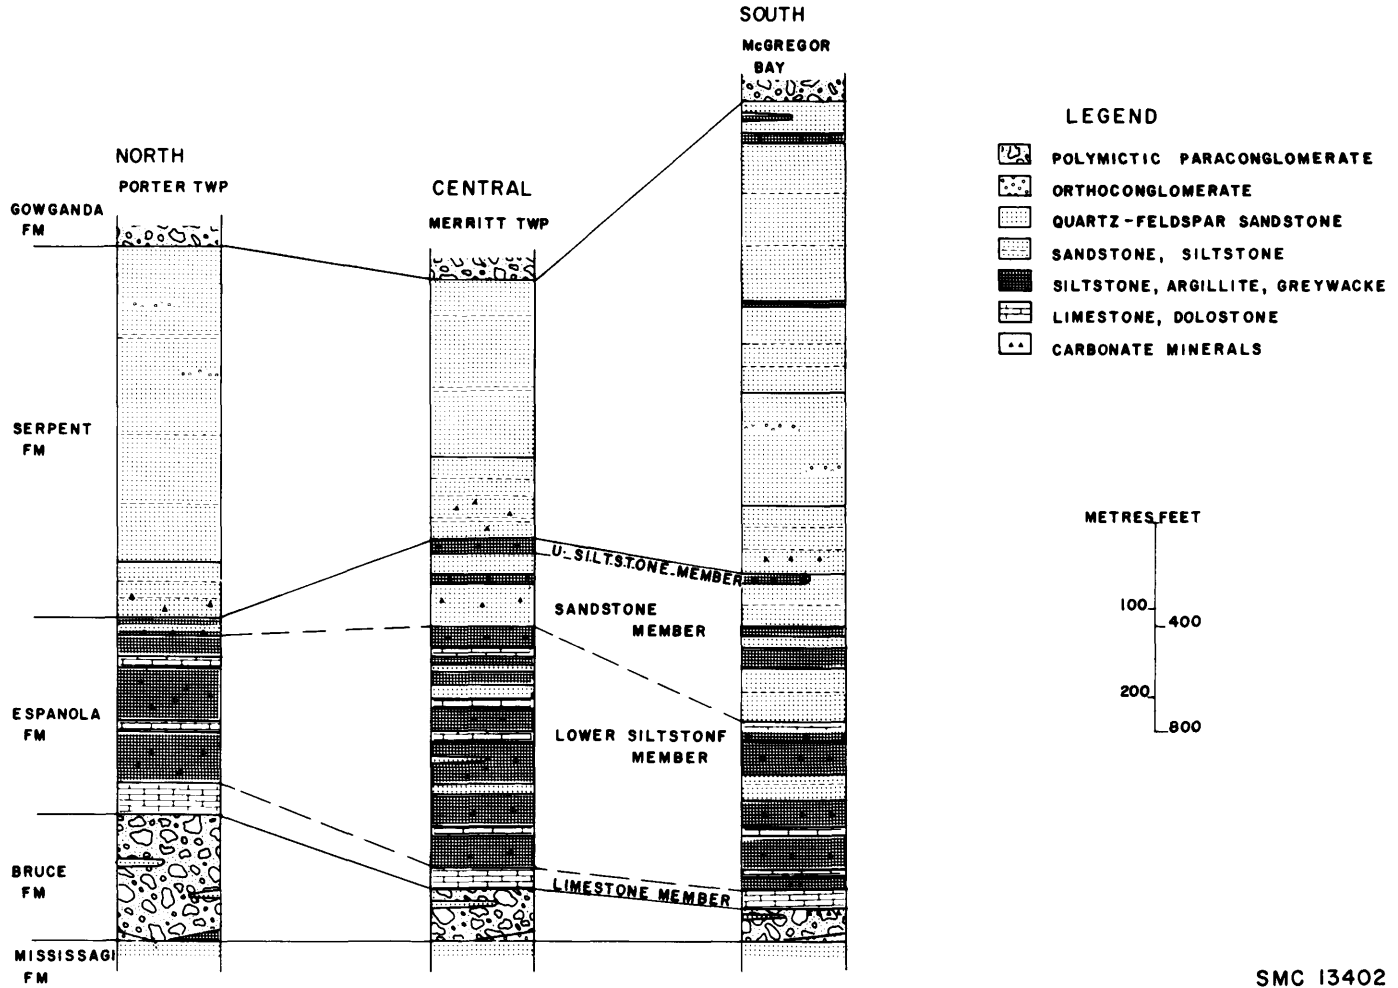 SOUTH
McGREGOR
BAY
NORTH
PORTER TWP
CENTRAL
MERRITT TWP
GOWGANDA
FM
SERPENT
FM
ESPANOLA
FM
BRUCE
FM
MISSISSAGI
FM
U. SILTSTONE MEMBER
SANDSTONE
MEMBER
LOWER SILTSTONE
MEMBER
LIMESTONE MEMBER
LEGEND
POLYMICTIC PARACONGLOMERATE
ORTHOCONGLOMERATE
QUARTZ-FELDSPAR SANDSTONE
SANDSTONE, SILTSTONE
SILTSTONE, ARGILLITE, GREYWACKE
LIMESTONE, DOLOSTONE
CARBONATE MINERALS
METRES FEET
100
400
200
800
SMC 13402